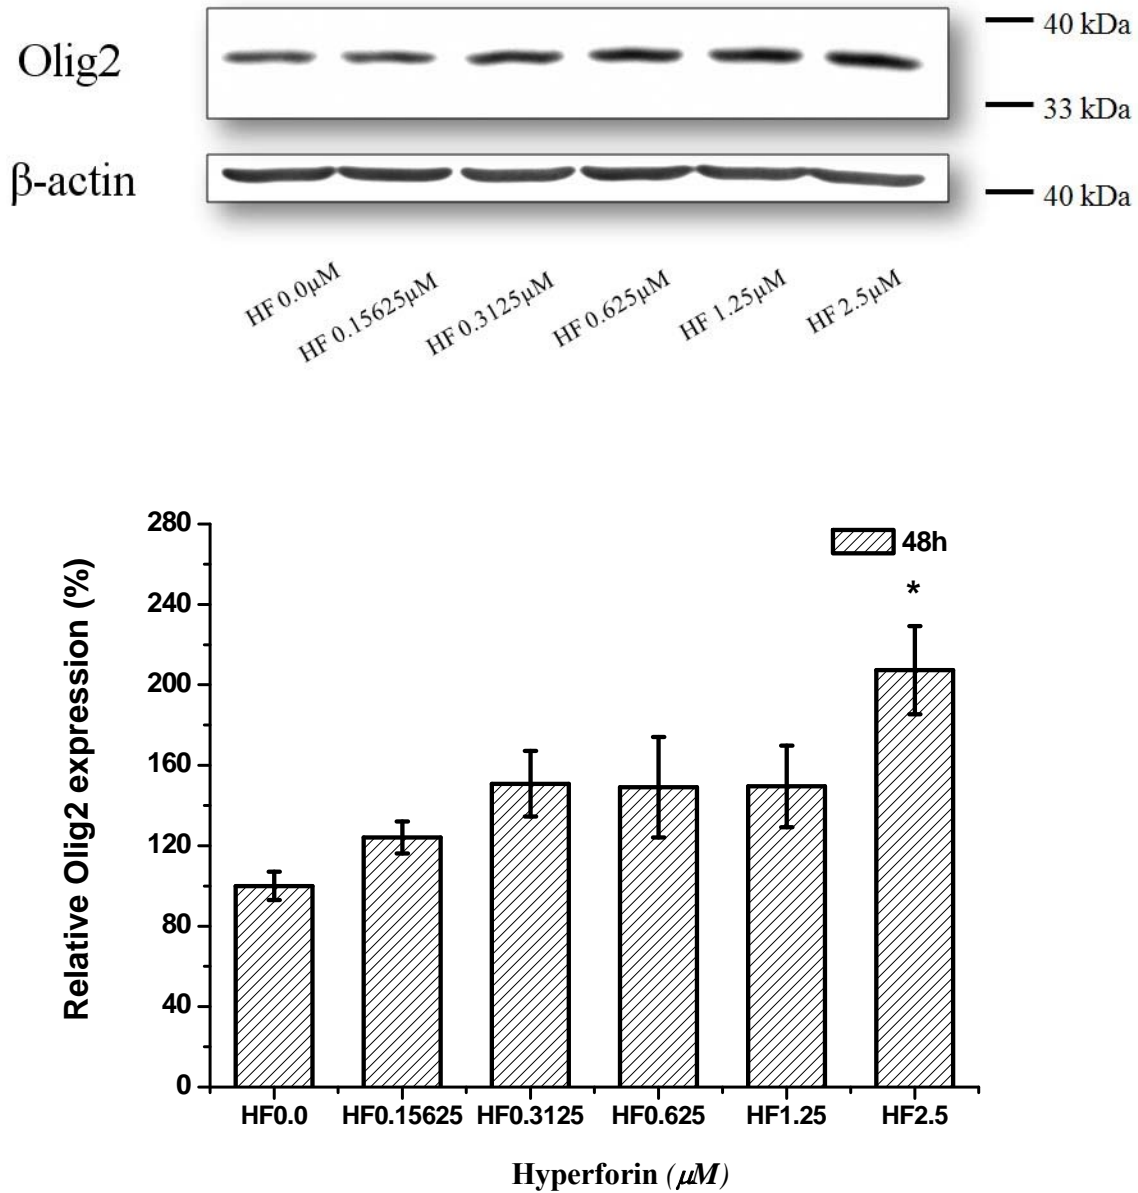 Olig2
40 kDa
33 kDa
β-actin
40 kDa
HF 0.0μM
HF 0.15625μM
HF 0.3125μM
HF 0.625μM
HF 1.25μM
HF 2.5μM
Relative Olig2 expression (%)
280
240
200
160
120
80
40
0
48h
*
HF0.0 HF0.15625 HF0.3125 HF0.625 HF1.25 HF2.5
Hyperforin (μM)